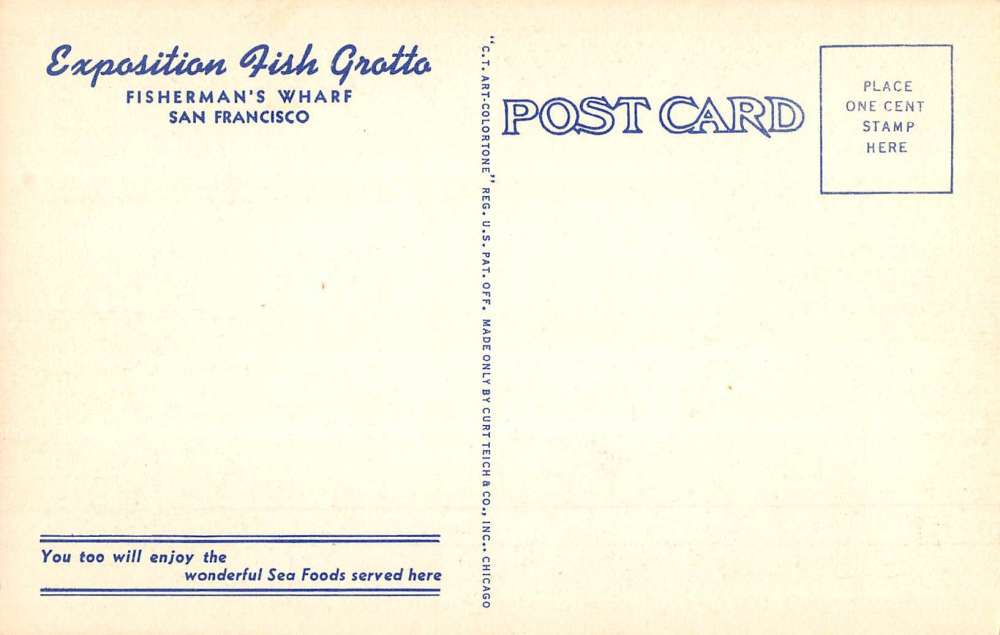 Exposition Fish Grotto
FISHERMAN'S WHARF
SAN FRANCISCO
You too will enjoy the
wonderful Sea Foods served here
"C.T. ART-COLORTONE" REG. U.S. PAT. OFF. MADE ONLY BY CURT TEICH & CO., INC., CHICAGO
POST CARD
PLACE
ONE CENT
STAMP
HERE